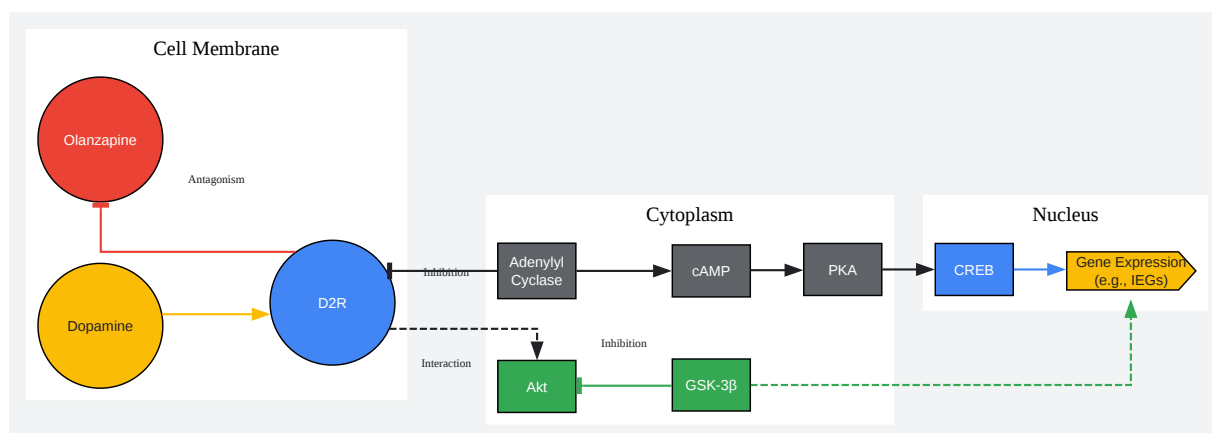 Cell Membrane
Olanzapine
Antagonism
Dopamine
D2R
Inhibition
Interaction
Cytoplasm
Adenylyl
Cyclase
cAMP
PKA
Inhibition
Akt
GSK-3β
Nucleus
CREB
Gene Expression
(e.g., IEGs)